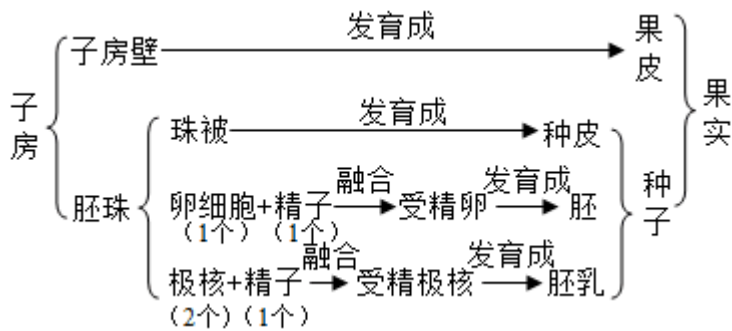 发育成
子房壁
果皮
子房
果实
发育成
珠被
种皮
胚珠
融合
发育成
卵细胞+精子
受精卵
胚
(1个) (1个)
种子
融合
发育成
极核+精子
受精极核
胚乳
(2个) (1个)